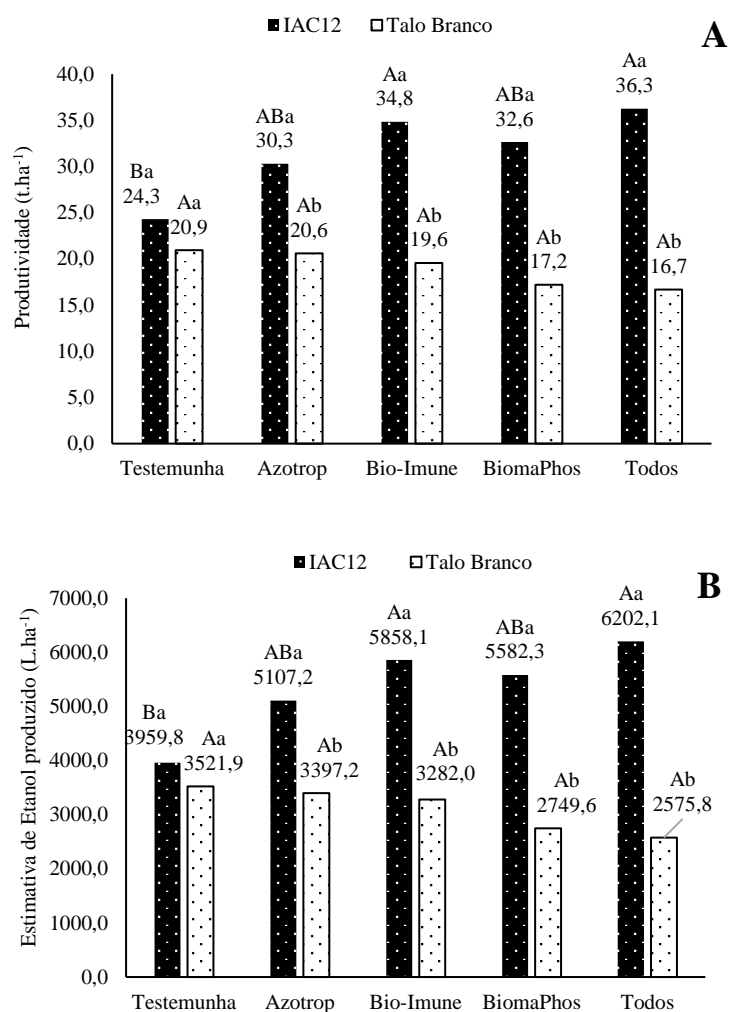 IAC12 Talo Branco
A
Produtividade (t.ha⁻¹)
40,0
35,0
30,0
25,0
20,0
15,0
10,0
5,0
0,0
Ba
24,3
Aa
20,9
ABa
30,3
Ab
20,6
Aa
34,8
Ab
19,6
ABa
32,6
Ab
17,2
Aa
36,3
Ab
16,7
Testemunha Azotrop Bio-Imune BiomaPhos Todos
IAC12 Talo Branco
B
Estimativa de Etanol produzido (L.ha⁻¹)
7000,0
6000,0
5000,0
4000,0
3000,0
2000,0
1000,0
0,0
Ba
3959,8
Aa
3521,9
ABa
5107,2
Ab
3397,2
Aa
5858,1
Ab
3282,0
ABa
5582,3
Ab
2749,6
Aa
6202,1
Ab
2575,8
Testemunha Azotrop Bio-Imune BiomaPhos Todos